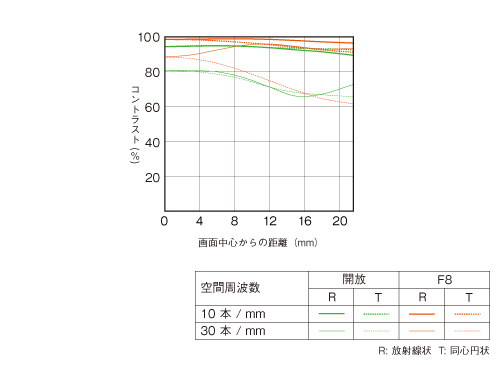 100
80
60
40
20
コントラスト (%)
0 4 8 12 16 20
画面中心からの距離 (mm)
空間周波数 開放 F8
R T R T
10 本 / mm
30 本 / mm
R: 放射線状 T: 同心円状